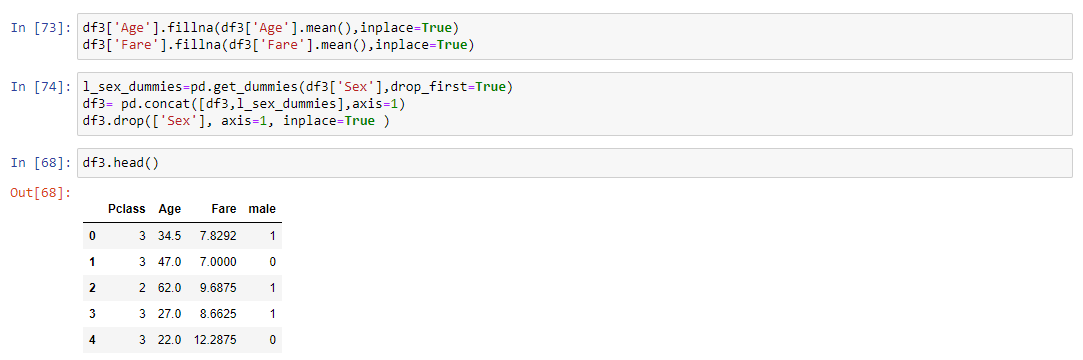 In [73]: df3['Age'].fillna(df3['Age'].mean(),inplace=True)
df3['Fare'].fillna(df3['Fare'].mean(),inplace=True)
In [74]: l_sex_dummies=pd.get_dummies(df3['Sex'],drop_first=True)
df3= pd.concat([df3,l_sex_dummies],axis=1)
df3.drop(['Sex'], axis=1, inplace=True )
In [68]: df3.head()
Out[68]:
Pclass Age Fare male
0 3 34.5 7.8292 1
1 3 47.0 7.0000 0
2 2 62.0 9.6875 1
3 3 27.0 8.6625 1
4 3 22.0 12.2875 0